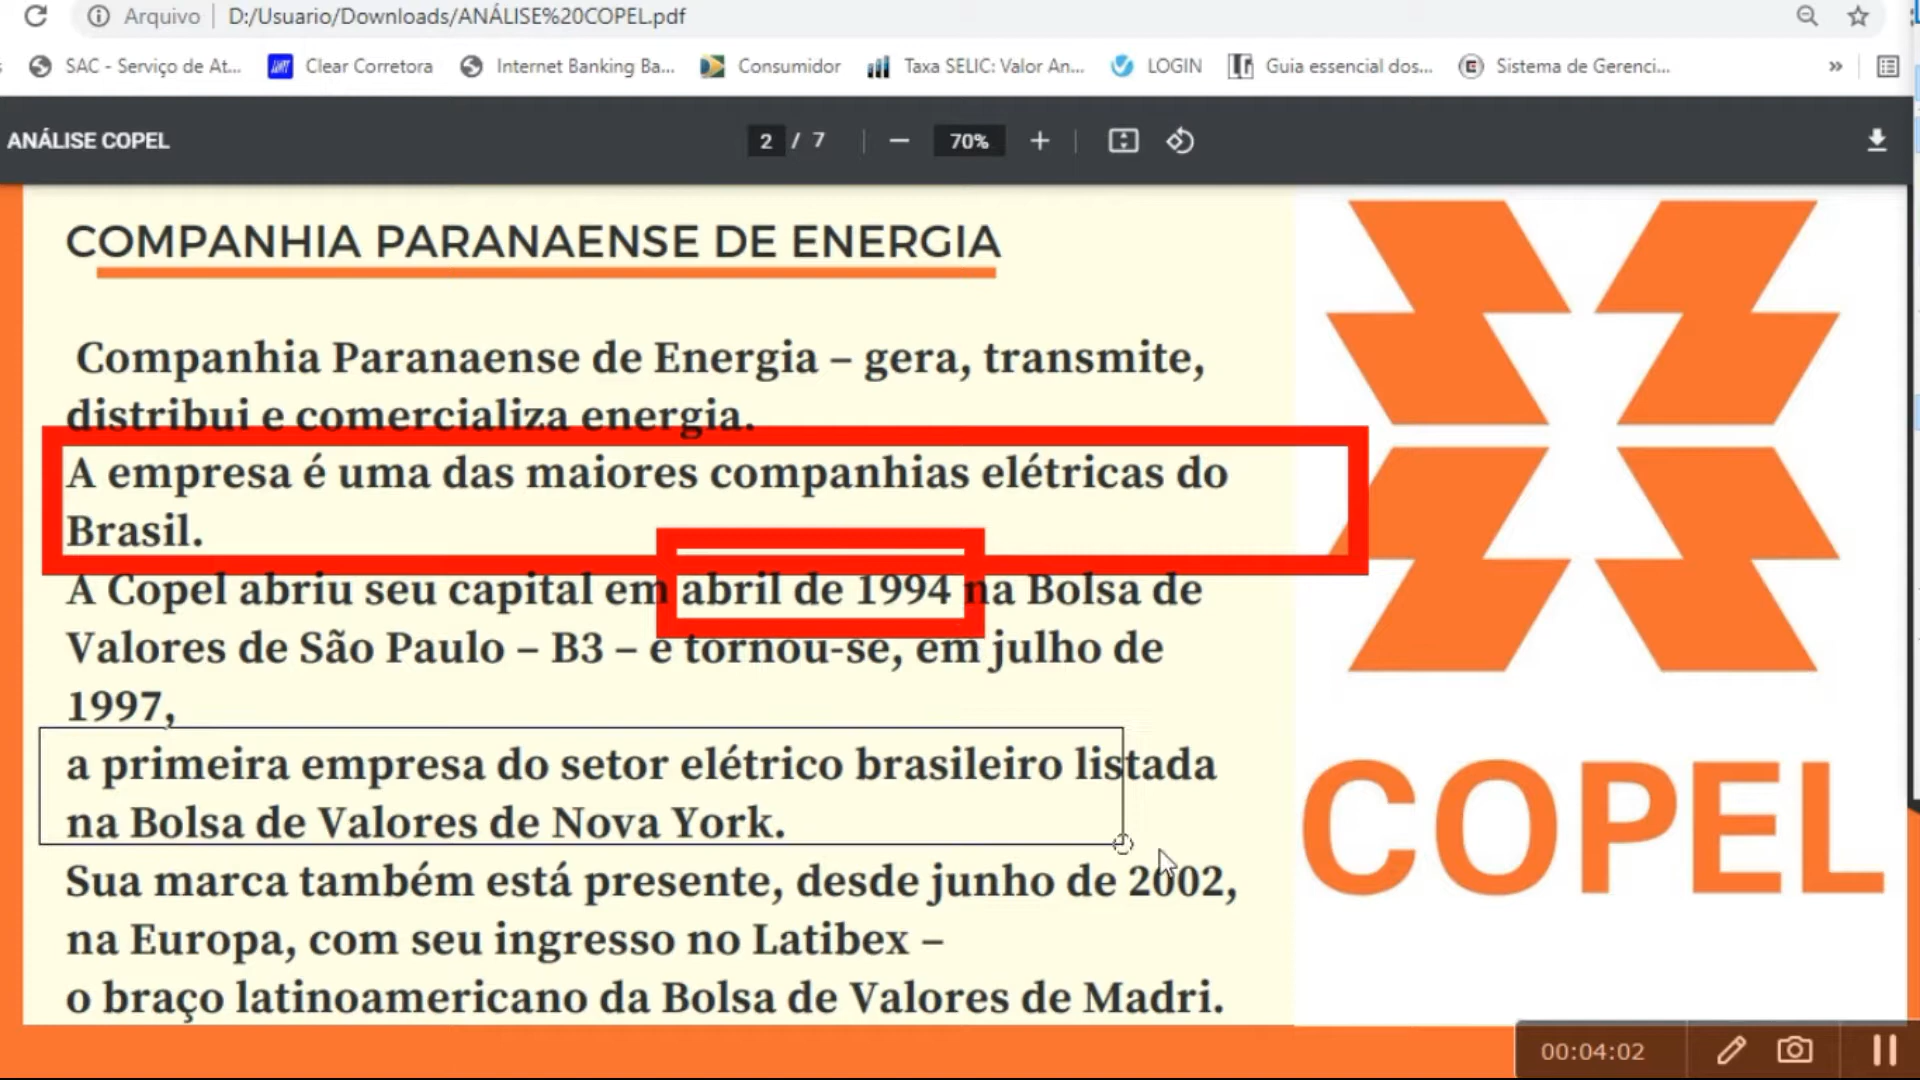 Arquivo | D:/Usuario/Downloads/ANÁLISE%20COPEL.pdf
SAC - Serviço de At... Clear Corretora Internet Banking Ba... Consumidor Taxa SELIC: Valor An... LOGIN Guia essencial dos... Sistema de Gerenci... »
ANÁLISE COPEL 2 / 7 | − 70% + |
COMPANHIA PARANAENSE DE ENERGIA
Companhia Paranaense de Energia – gera, transmite,
distribui e comercializa energia.
A empresa é uma das maiores companhias elétricas do
Brasil.
A Copel abriu seu capital em abril de 1994 na Bolsa de
Valores de São Paulo – B3 – e tornou-se, em julho de
1997,
a primeira empresa do setor elétrico brasileiro listada
na Bolsa de Valores de Nova York.
Sua marca também está presente, desde junho de 2002,
na Europa, com seu ingresso no Latibex –
o braço latinoamericano da Bolsa de Valores de Madri.
COPEL
00:04:02